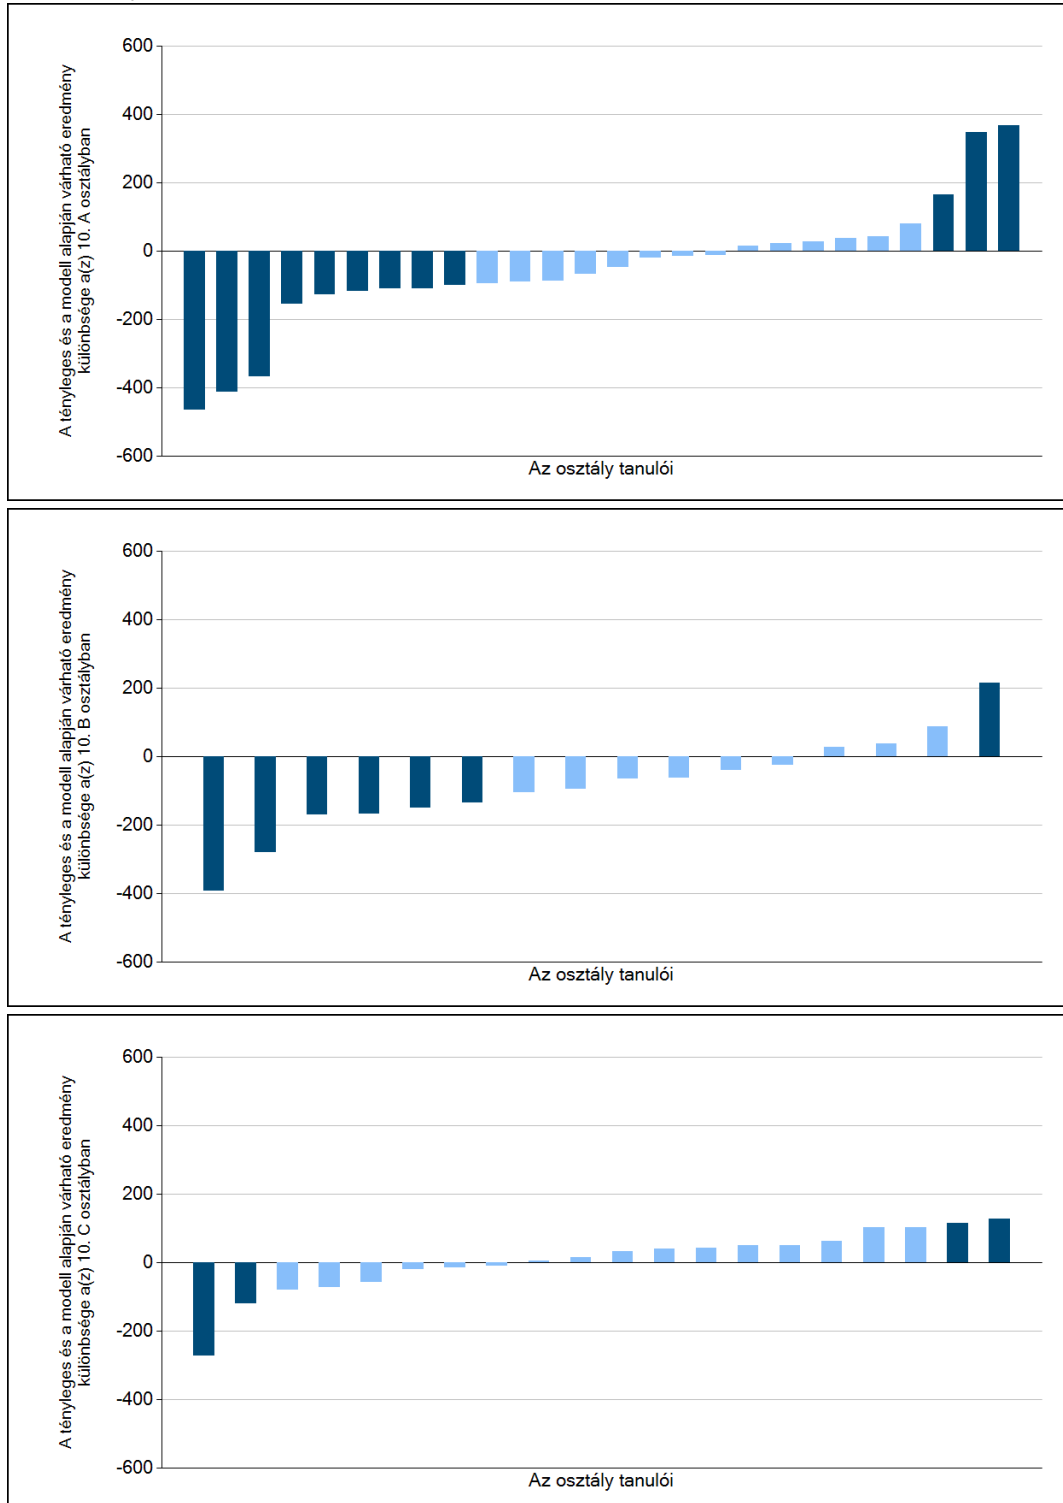 A tényleges és a modell alapján várható eredmény
különbsége a(z) 10. A osztályban
600
400
200
0
-200
-400
-600
Az osztály tanulói
A tényleges és a modell alapján várható eredmény
különbsége a(z) 10. B osztályban
600
400
200
0
-200
-400
-600
Az osztály tanulói
A tényleges és a modell alapján várható eredmény
különbsége a(z) 10. C osztályban
600
400
200
0
-200
-400
-600
Az osztály tanulói